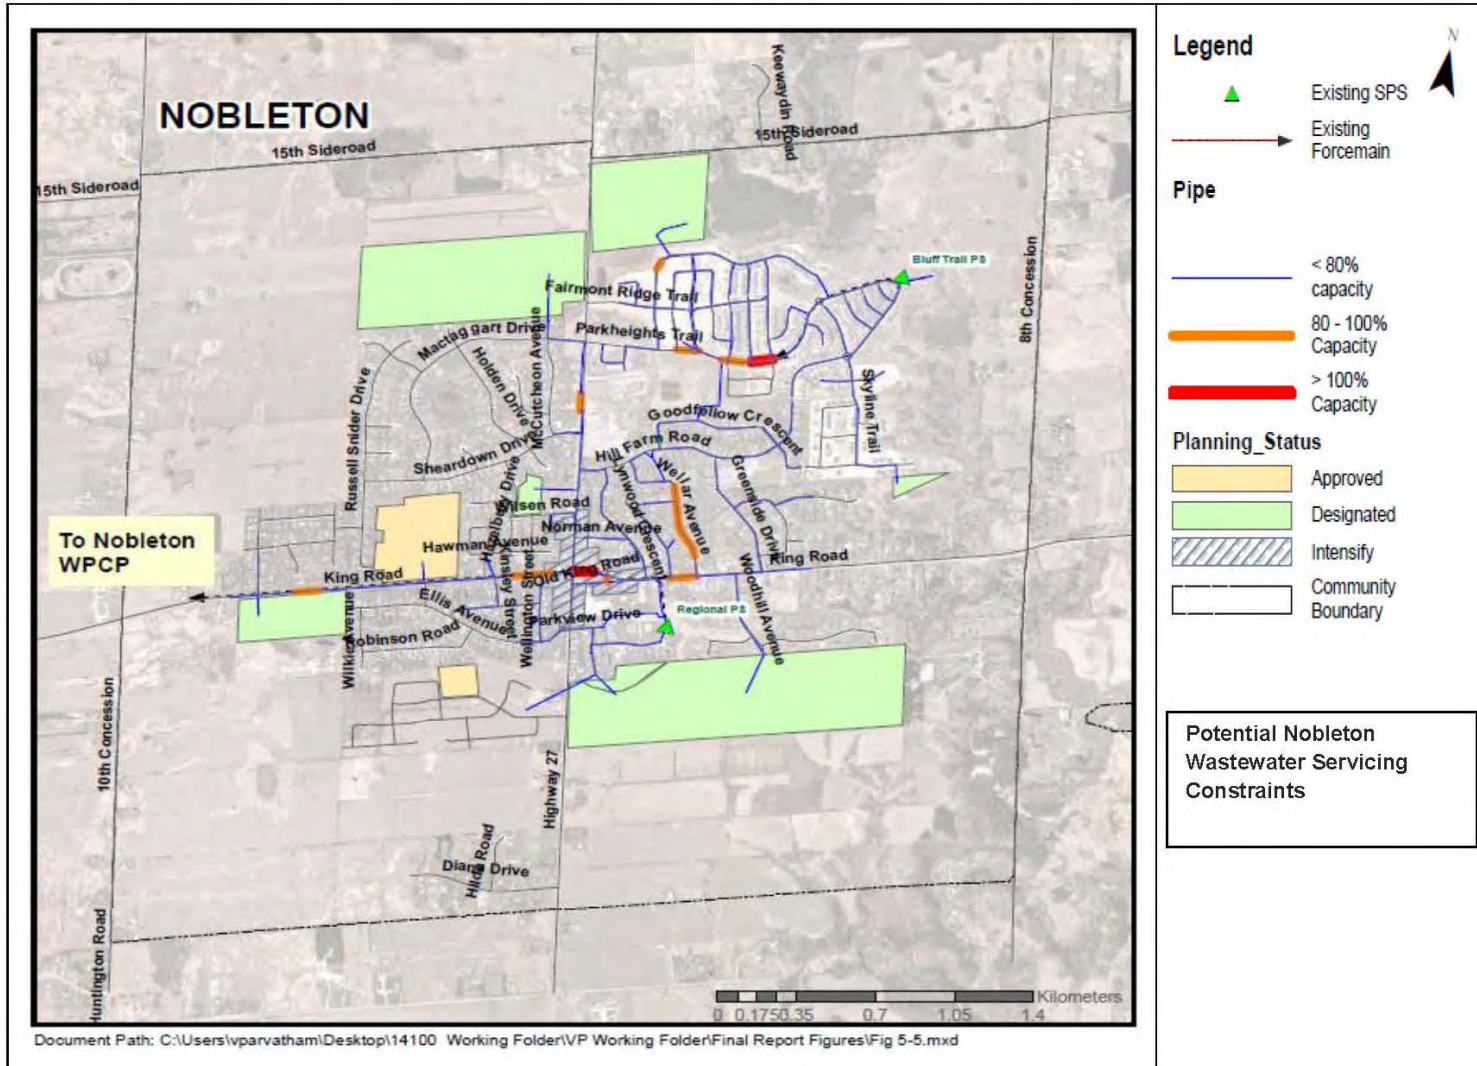 NOBLETON
15th Sideroad
15th Sideroad
Keewaydin Road
15th Sideroad
Bluff Trail PS
8th Concession
Fairmont Ridge Trail
Parkheights Trail
Mactaggart Drive
McCutcheon Avenue
Holden Drive
Russell Snider Drive
Skyline Trail
Goodfellow Crescent
Hill Farm Road
Sheardown Drive
Wellar Avenue
Lynwood Crescent
Greenside Drive
Norman Avenue
Hawman Avenue
To Nobleton
WPCP
King Road
Old King Road
King Road
Kinsley Street
Wellington Street
Ellis Avenue
Parkview Drive
Regional PS
Woodhill Avenue
Wilkie Avenue
Robinson Road
10th Concession
Highway 27
Hilda Road
Diana Drive
Huntington Road
Kilometers
0 0.175 0.35 0.7 1.05 1.4
Document Path: C:\Users\vparvatham\Desktop\14100 Working Folder\VP Working Folder\Final Report Figures\Fig 5-5.mxd
N
Legend
Existing SPS
Existing
Forcemain
Pipe
< 80%
capacity
80 - 100%
Capacity
> 100%
Capacity
Planning_Status
Approved
Designated
Intensify
Community
Boundary
Potential Nobleton
Wastewater Servicing
Constraints